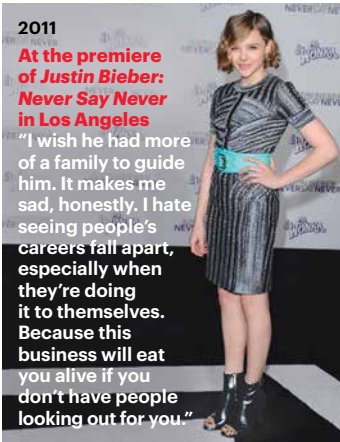 2011
At the premiere
of Justin Bieber:
Never Say Never
in Los Angeles
“I wish he had more
of a family to guide
him. It makes me
sad, honestly. I hate
seeing people’s
careers fall apart,
especially when
they’re doing
it to themselves.
Because this
business will eat
you alive if you
don’t have people
looking out for you.”